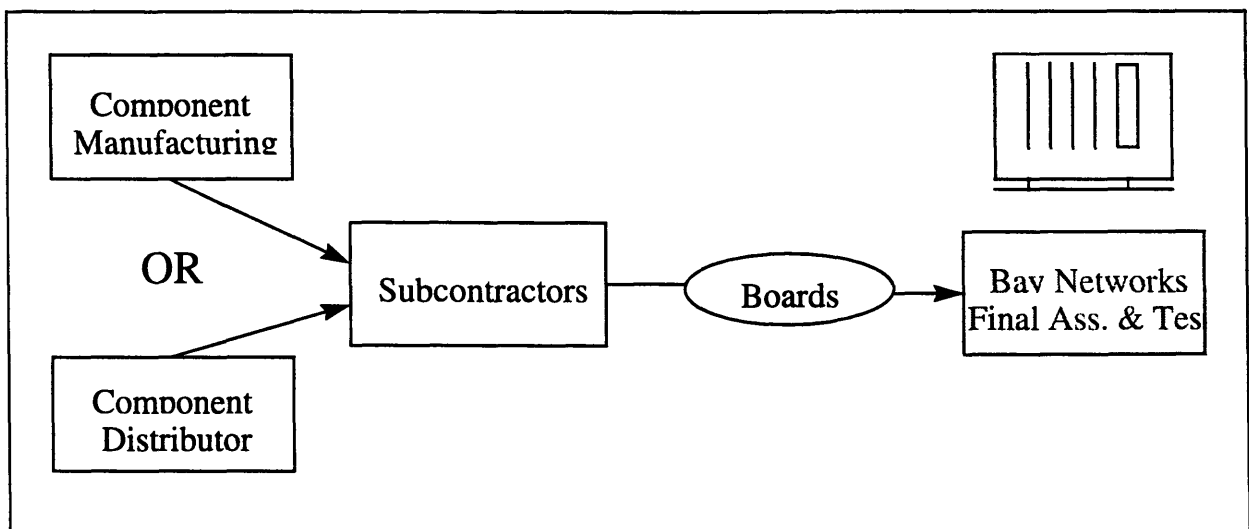 Component
Manufacturing
OR
Subcontractors
Boards
Bay Networks
Final Ass. & Tes
Component
Distributor